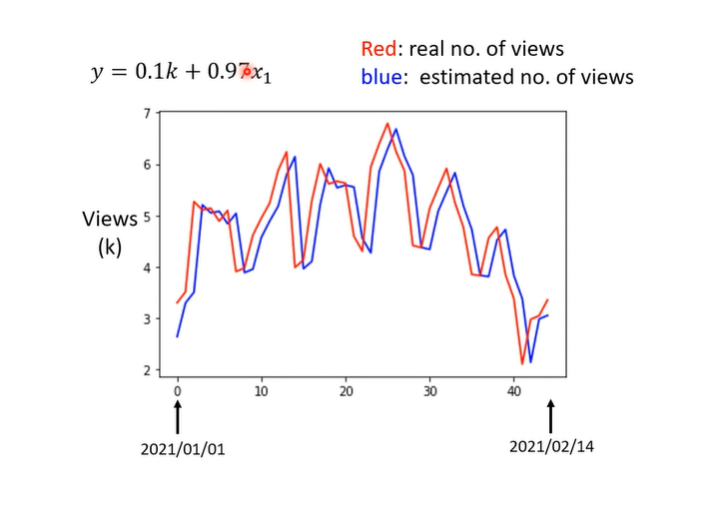 y = 0.1k + 0.97x₁
Red: real no. of views
blue: estimated no. of views
Views
(k)
7
6
5
4
3
2
0 10 20 30 40
2021/01/01
2021/02/14